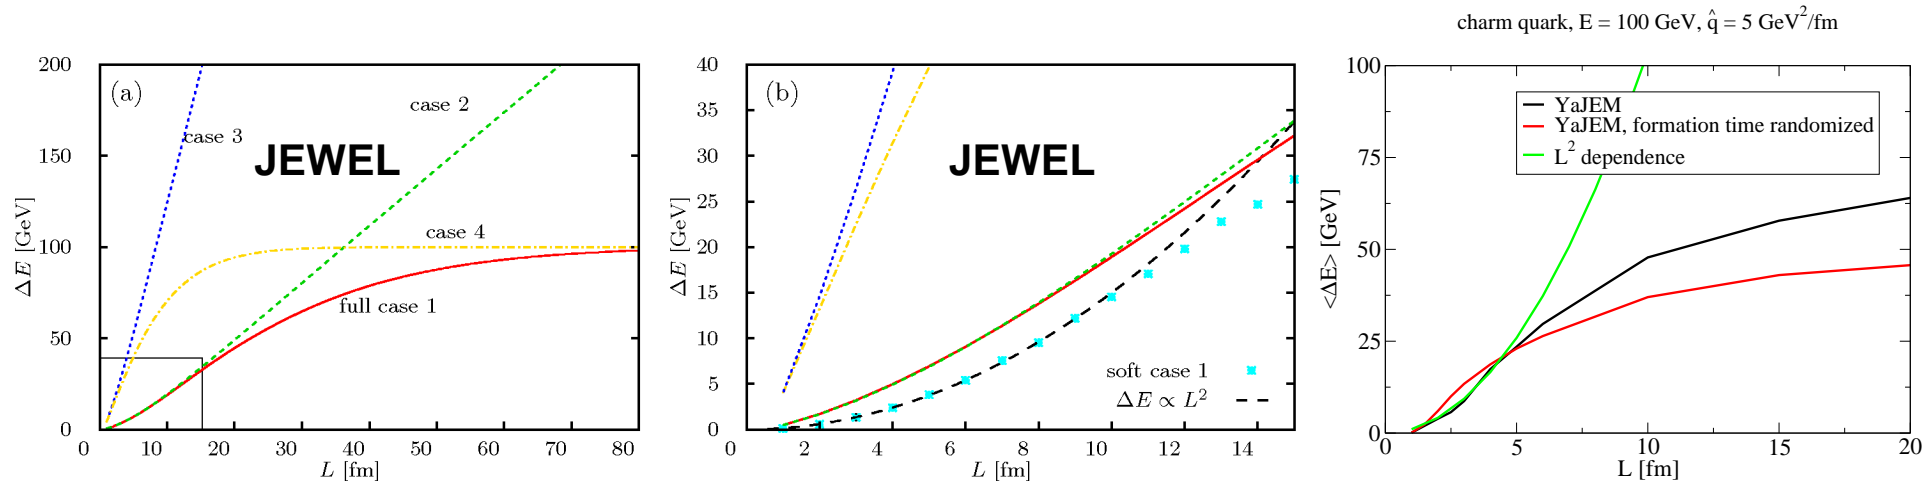 charm quark, E = 100 GeV, q̂ = 5 GeV²/fm
200
150
100
50
0
ΔE [GeV]
(a)
case 2
case 3
JEWEL
case 4
full case 1
0 10 20 30 40 50 60 70 80
L [fm]
40
35
30
25
20
15
10
5
0
ΔE [GeV]
(b)
JEWEL
soft case 1
ΔE ∝ L²
0 2 4 6 8 10 12 14
L [fm]
100
75
50
25
0
<ΔE> [GeV]
YaJEM
YaJEM, formation time randomized
L² dependence
0 5 10 15 20
L [fm]